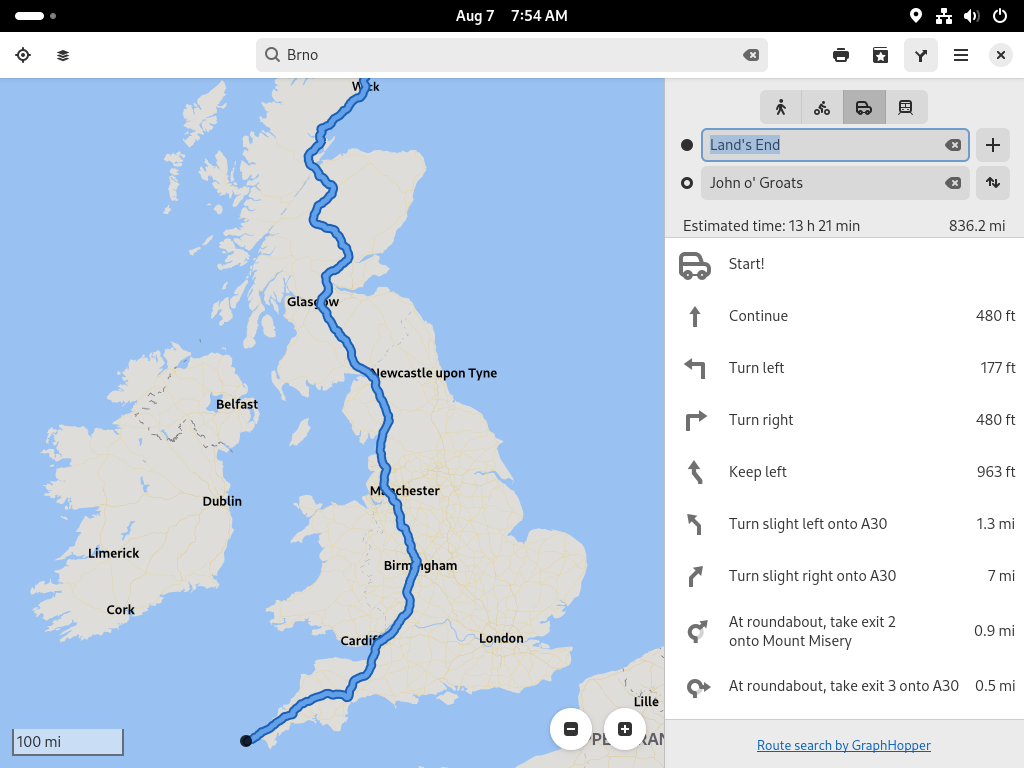 Aug 7 7:54 AM
Brno
Wick
Glasgow
Newcastle upon Tyne
Belfast
Manchester
Dublin
Limerick
Birmingham
Cork
Cardiff
London
Lille
100 mi
Land's End
John o' Groats
Estimated time: 13 h 21 min 836.2 mi
Start!
Continue 480 ft
Turn left 177 ft
Turn right 480 ft
Keep left 963 ft
Turn slight left onto A30 1.3 mi
Turn slight right onto A30 7 mi
At roundabout, take exit 2
onto Mount Misery 0.9 mi
At roundabout, take exit 3 onto A30 0.5 mi
Route search by GraphHopper